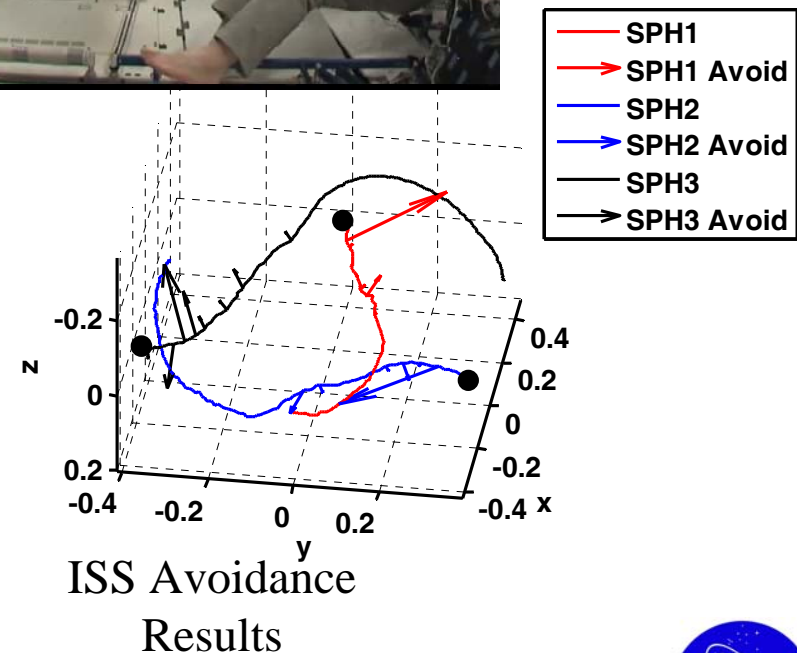 SPH1
SPH1 Avoid
SPH2
SPH2 Avoid
SPH3
SPH3 Avoid
-0.2
0
0.2
z
-0.4
-0.2
0
0.2
y
0.4
0.2
0
-0.2
-0.4
x
ISS Avoidance
Results